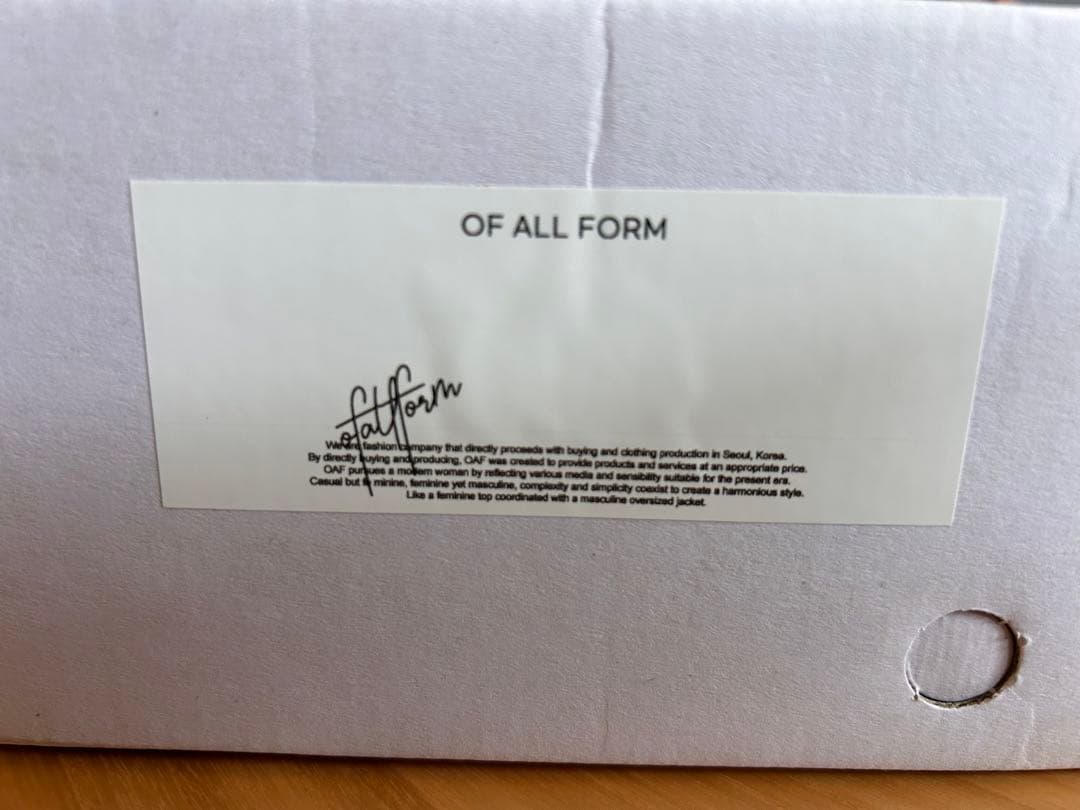 OF ALL FORM
ofallform
We are fashion company that directly proceeds with buying and clothing production in Seoul, Korea.
By directly buying and producing, OAF was created to provide products and services at an appropriate price.
OAF pursues a modern woman by reflecting various media and sensibility suitable for the present era.
Casual but feminine, feminine yet masculine, complexity and simplicity coexist to create a harmonious style.
Like a feminine top coordinated with a masculine oversized jacket.